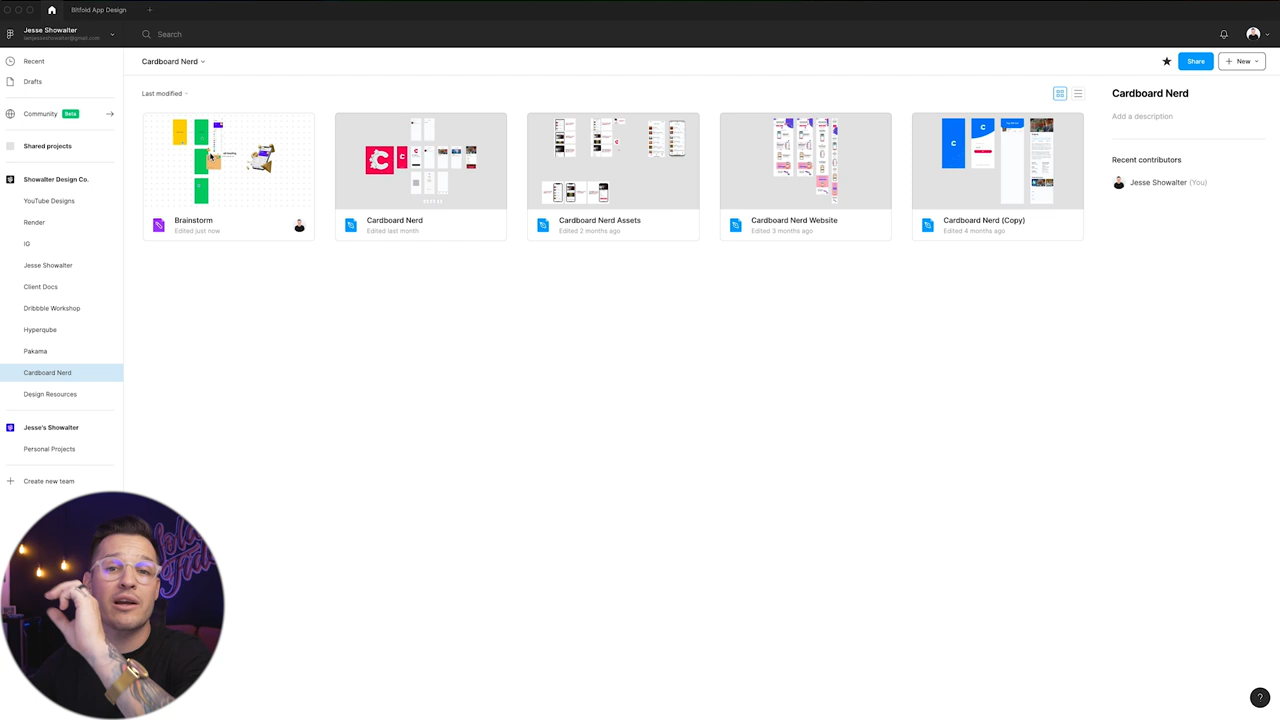 Bitfold App Design
Jesse Showalter
iamjesseshowalter@gmail.com
Search
Recent
Drafts
Community Beta
Shared projects
Showalter Design Co.
YouTube Designs
Render
IG
Jesse Showalter
Client Docs
Dribbble Workshop
Hyperqube
Pakama
Cardboard Nerd
Design Resources
Jesse's Showalter
Personal Projects
Create new team
Cardboard Nerd
Share
New
Last modified
Brainstorm
Edited just now
Cardboard Nerd
Edited last month
Cardboard Nerd Assets
Edited 2 months ago
Cardboard Nerd Website
Edited 3 months ago
Cardboard Nerd (Copy)
Edited 4 months ago
Cardboard Nerd
Add a description
Recent contributors
Jesse Showalter (You)
?